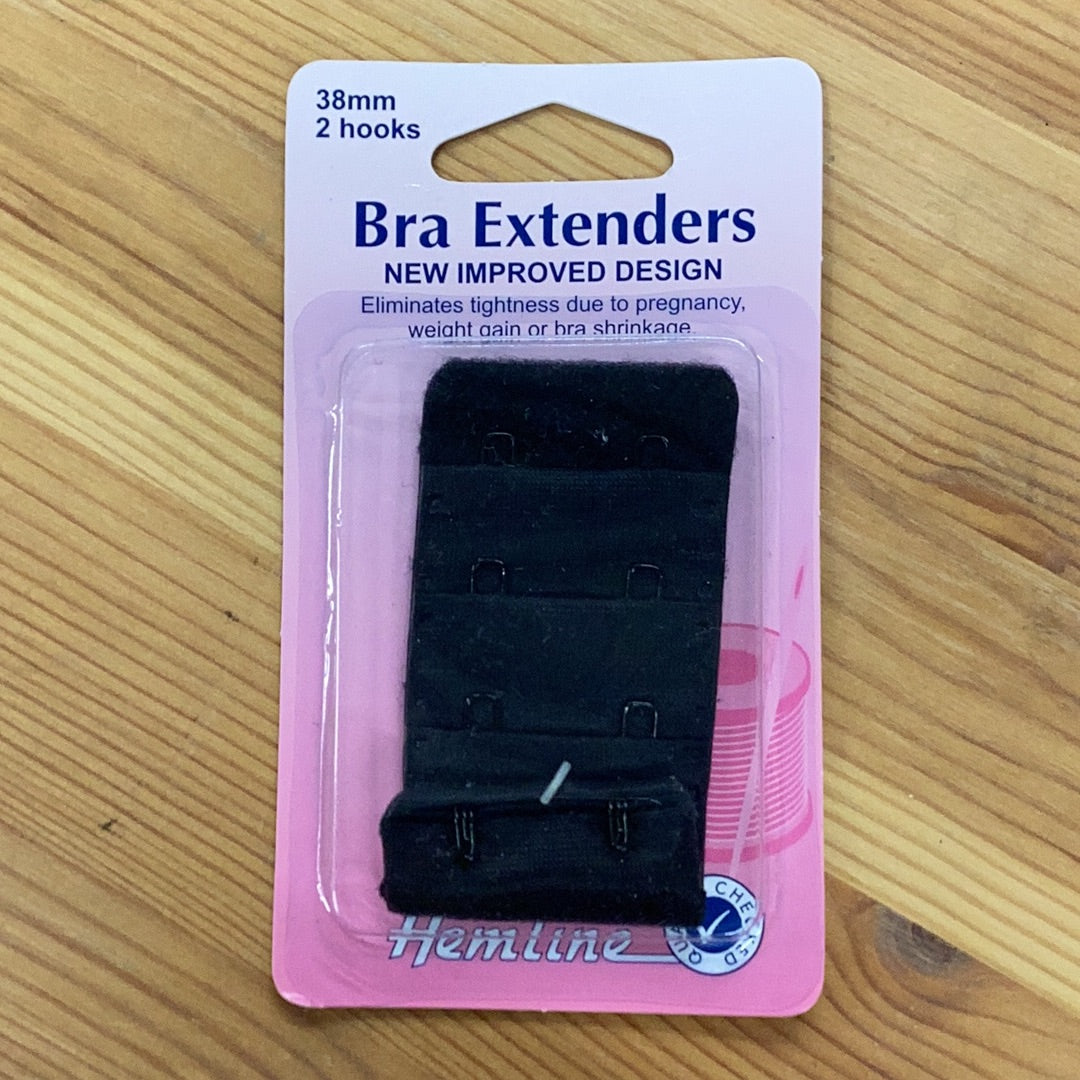 38mm
2 hooks
Bra Extenders
NEW IMPROVED DESIGN
Eliminates tightness due to pregnancy,
weight gain or bra shrinkage.
Hemline
CHECKED